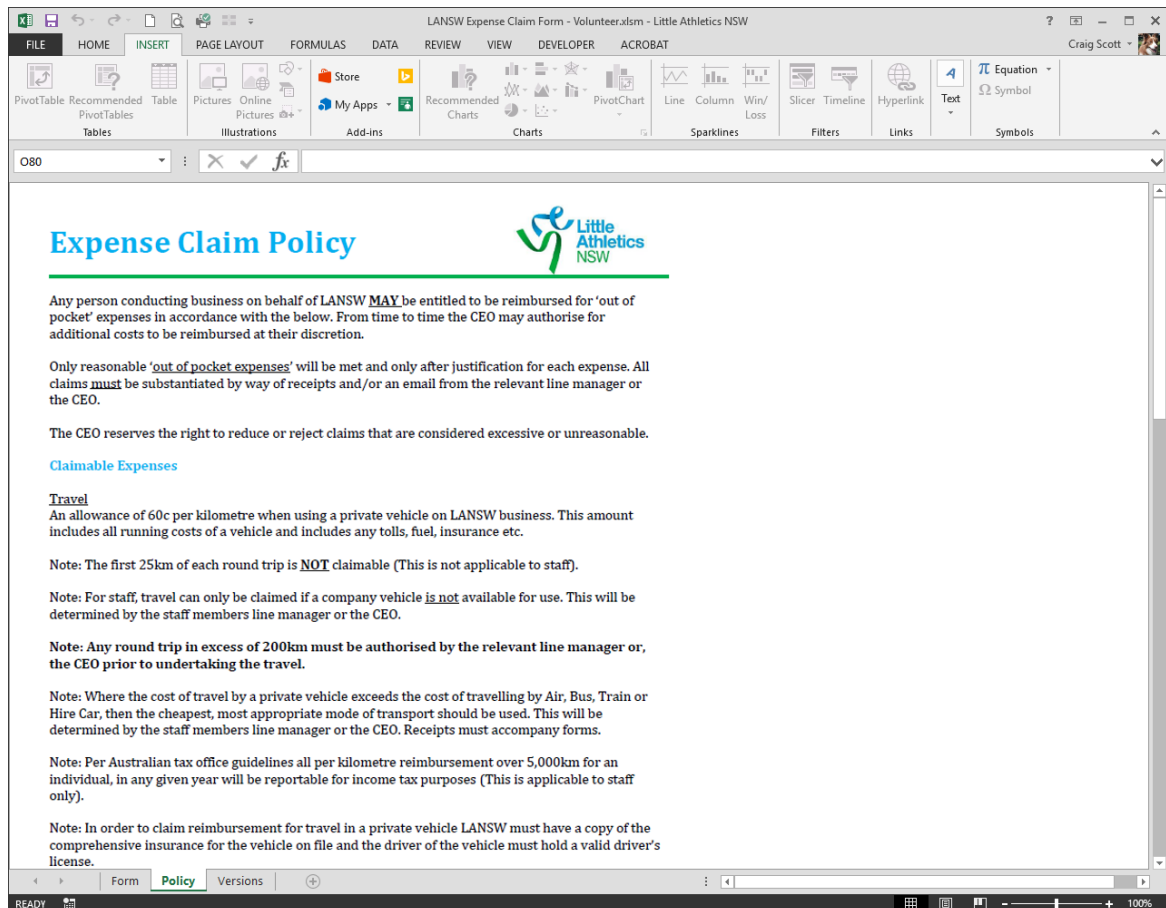 LANSW Expense Claim Form - Volunteer.xlsm - Little Athletics NSW
?
FILE HOME INSERT PAGE LAYOUT FORMULAS DATA REVIEW VIEW DEVELOPER ACROBAT Craig Scott
PivotTable Recommended PivotTables Table Pictures Online Pictures Store My Apps Recommended Charts PivotChart Line Column Win/Loss Slicer Timeline Hyperlink Text π Equation Ω Symbol
Tables Illustrations Add-ins Charts Sparklines Filters Links Symbols
O80 fx
Expense Claim Policy
Little
Athletics
NSW
Any person conducting business on behalf of LANSW MAY be entitled to be reimbursed for ‘out of
pocket’ expenses in accordance with the below. From time to time the CEO may authorise for
additional costs to be reimbursed at their discretion.
Only reasonable ‘out of pocket expenses’ will be met and only after justification for each expense. All
claims must be substantiated by way of receipts and/or an email from the relevant line manager or
the CEO.
The CEO reserves the right to reduce or reject claims that are considered excessive or unreasonable.
Claimable Expenses
Travel
An allowance of 60c per kilometre when using a private vehicle on LANSW business. This amount
includes all running costs of a vehicle and includes any tolls, fuel, insurance etc.
Note: The first 25km of each round trip is NOT claimable (This is not applicable to staff).
Note: For staff, travel can only be claimed if a company vehicle is not available for use. This will be
determined by the staff members line manager or the CEO.
Note: Any round trip in excess of 200km must be authorised by the relevant line manager or,
the CEO prior to undertaking the travel.
Note: Where the cost of travel by a private vehicle exceeds the cost of travelling by Air, Bus, Train or
Hire Car, then the cheapest, most appropriate mode of transport should be used. This will be
determined by the staff members line manager or the CEO. Receipts must accompany forms.
Note: Per Australian tax office guidelines all per kilometre reimbursement over 5,000km for an
individual, in any given year will be reportable for income tax purposes (This is applicable to staff
only).
Note: In order to claim reimbursement for travel in a private vehicle LANSW must have a copy of the
comprehensive insurance for the vehicle on file and the driver of the vehicle must hold a valid driver's
license.
Form Policy Versions
READY 100%